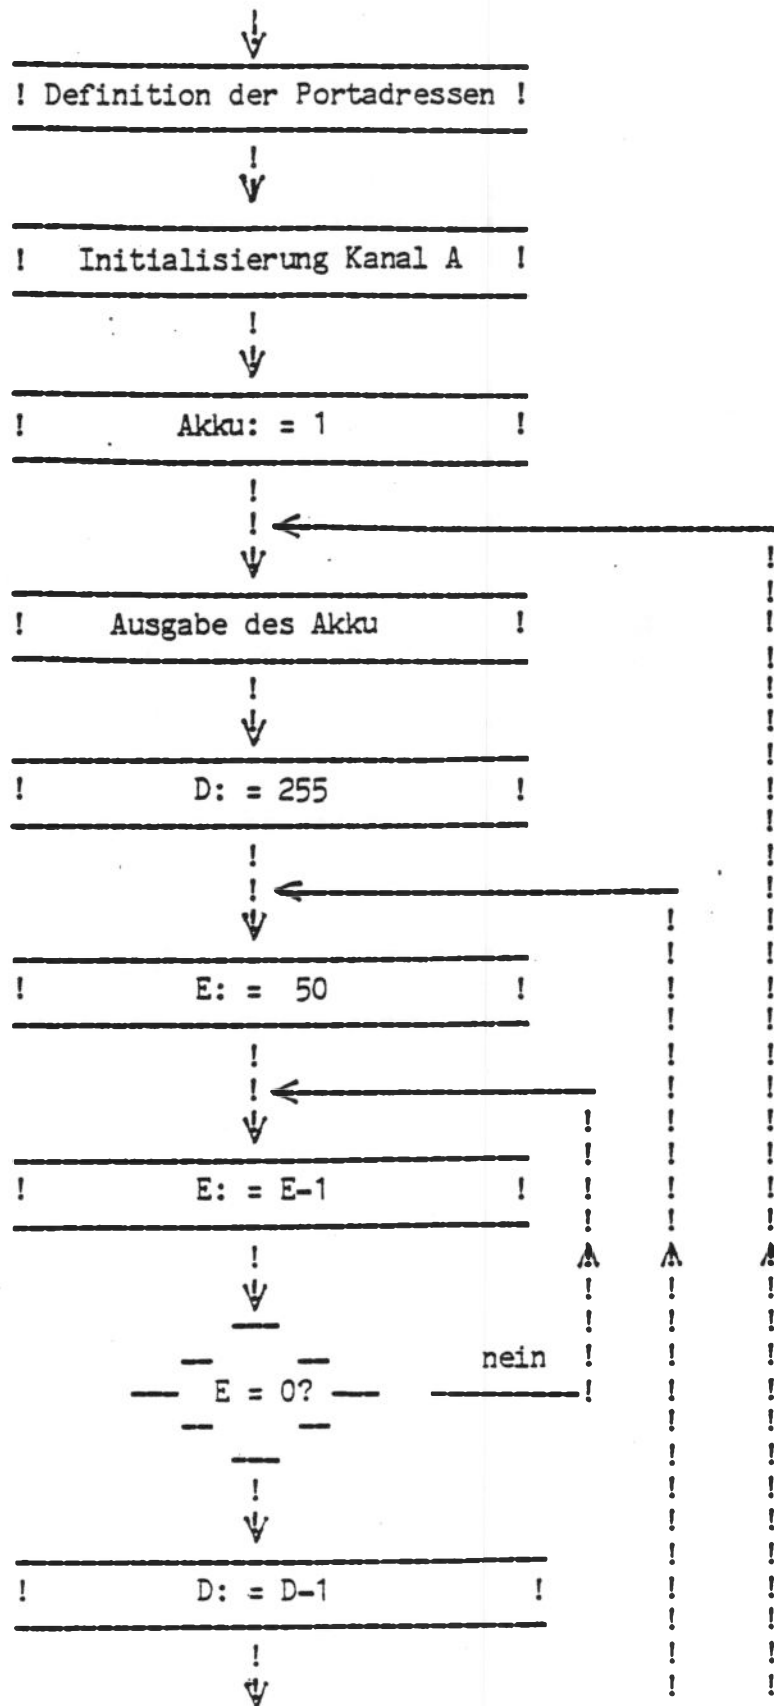 ! Definition der Portadressen !
! Initialisierung Kanal A !
! Akku: = 1 !
! Ausgabe des Akku !
! D: = 255 !
! E: = 50 !
! E: = E-1 !
nein
E = 0?
! D: = D-1 !